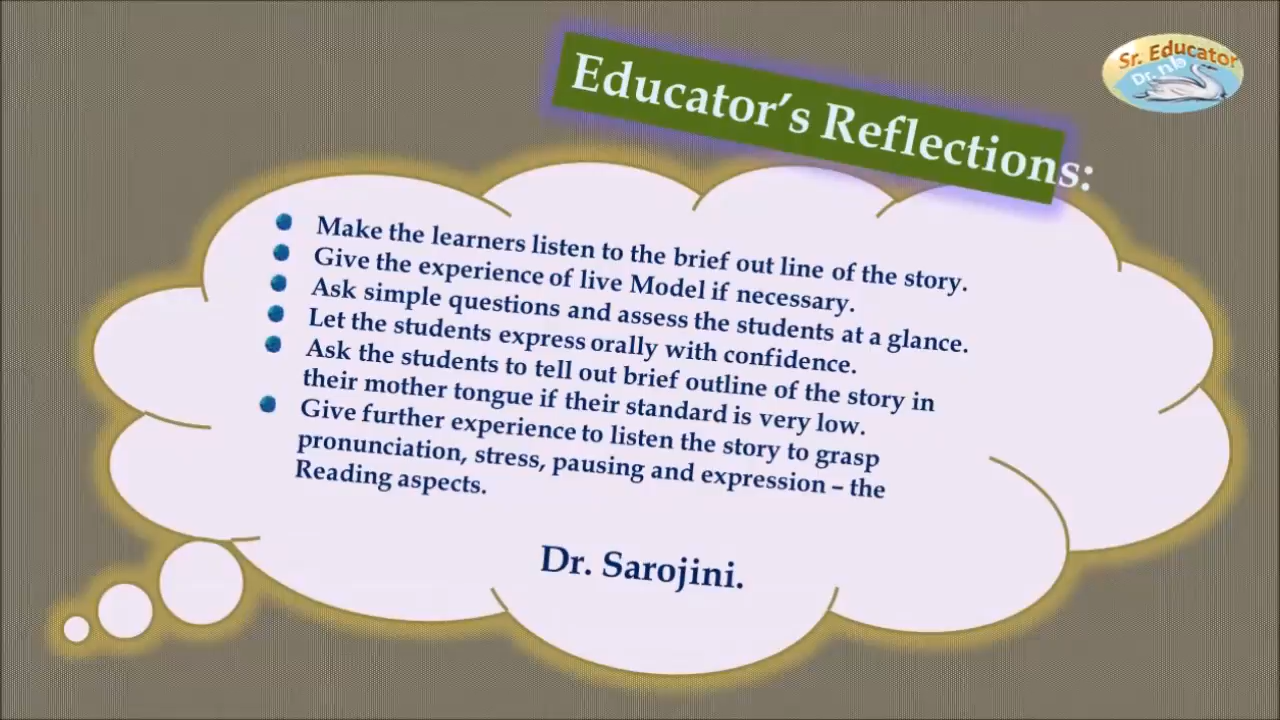 Sr. Educator
Dr. nb
Educator's Reflections:
Make the learners listen to the brief out line of the story.
Give the experience of live Model if necessary.
Ask simple questions and assess the students at a glance.
Let the students express orally with confidence.
Ask the students to tell out brief outline of the story in
their mother tongue if their standard is very low.
Give further experience to listen the story to grasp
pronunciation, stress, pausing and expression – the
Reading aspects.
Dr. Sarojini.